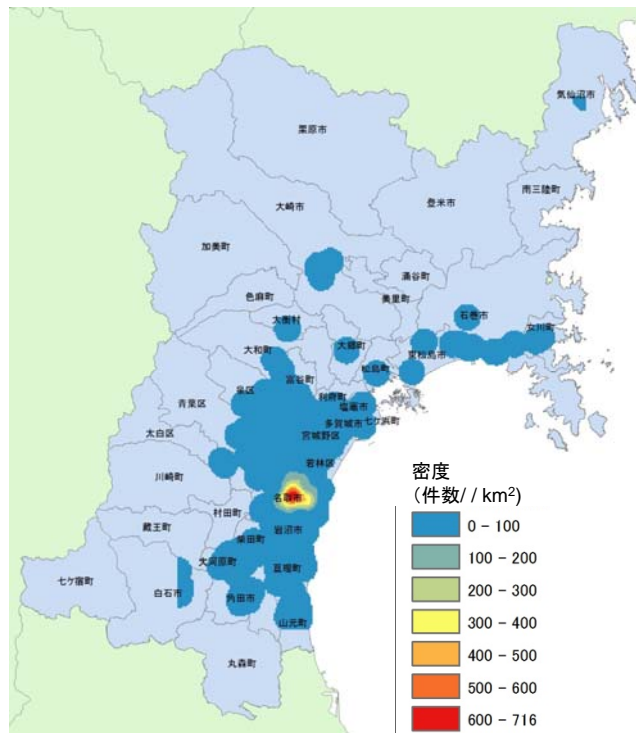 気仙沼市
栗原市
南三陸町
登米市
大崎市
加美町
涌谷町
色麻町
美里町
石巻市
女川町
大衡村
大郷町
大和町
東松島市
松島町
富谷町
利府町
泉区
青葉区
塩竈市
多賀城市
七ケ浜町
宮城野区
太白区
若林区
川崎町
名取市
村田町
蔵王町
岩沼市
柴田町
大河原町
亘理町
七ケ宿町
白石市
角田市
山元町
丸森町
密度
(件数/ / km²)
0 - 100
100 - 200
200 - 300
300 - 400
400 - 500
500 - 600
600 - 716